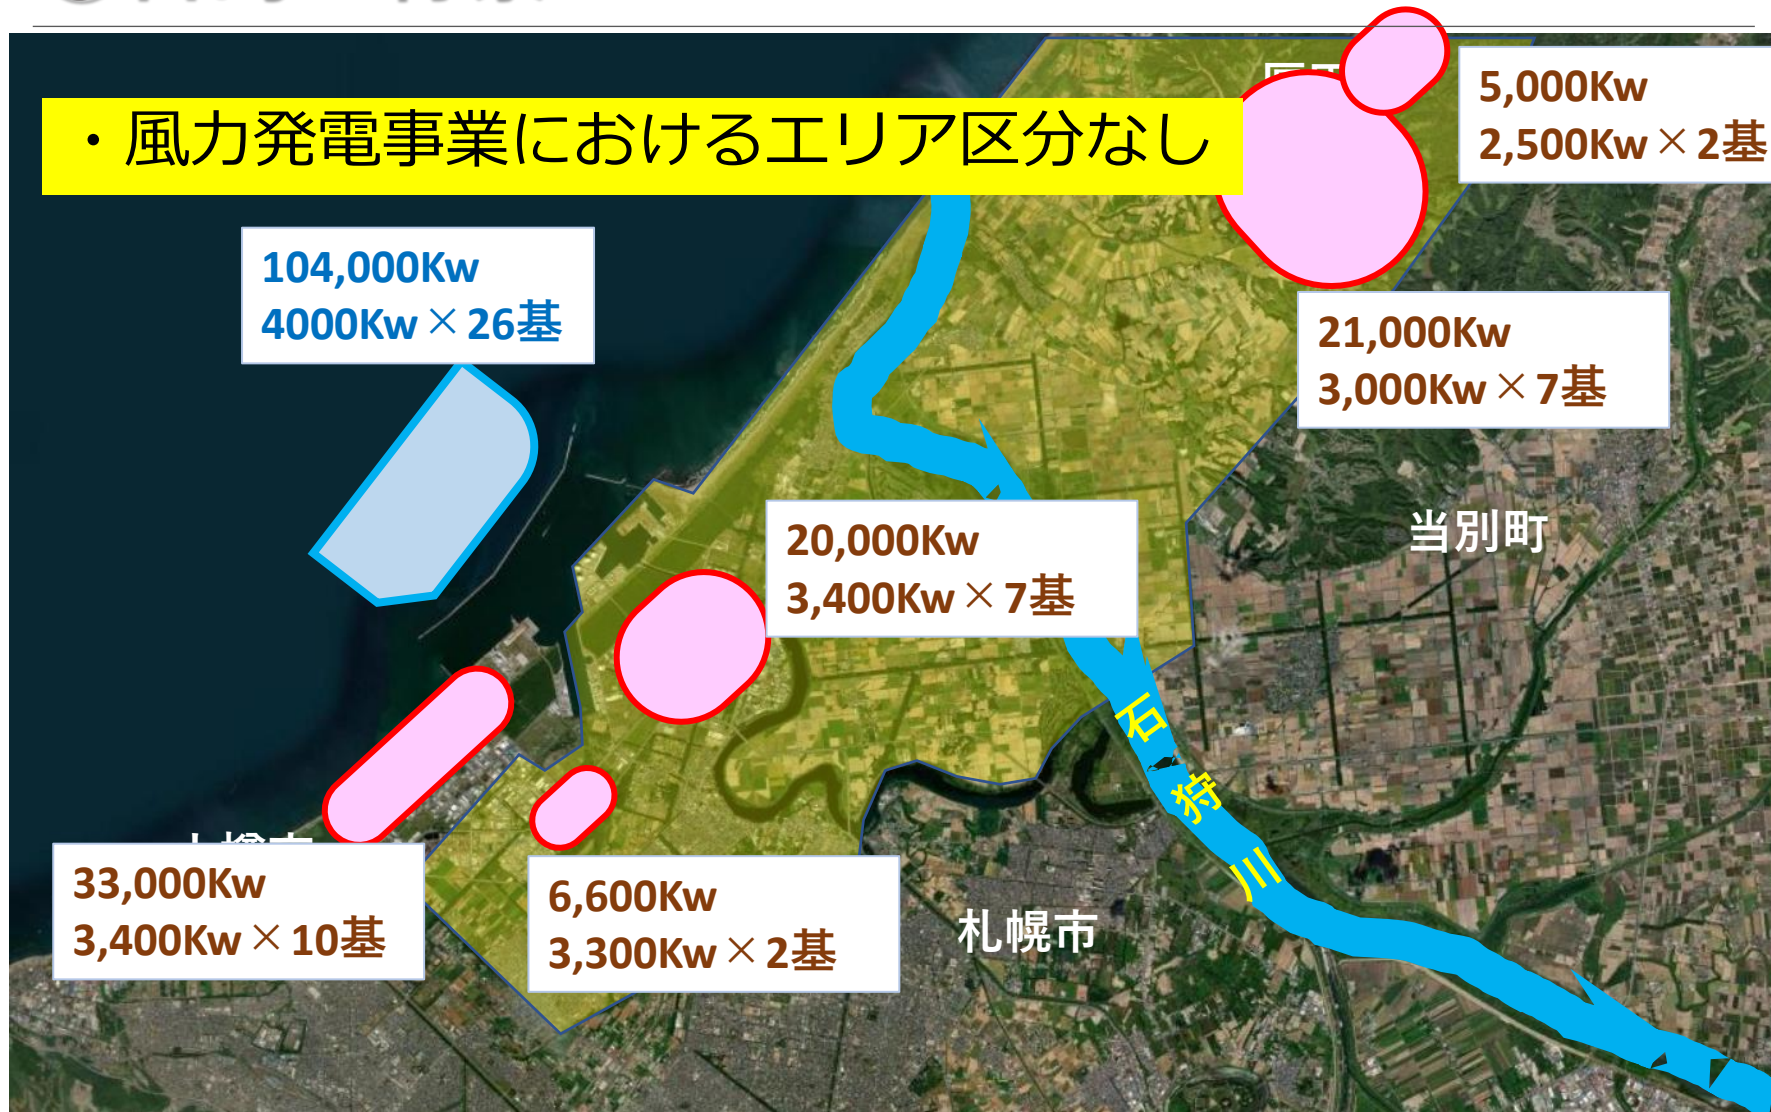 ・風力発電事業におけるエリア区分なし
5,000Kw
2,500Kw×2基
104,000Kw
4000Kw×26基
21,000Kw
3,000Kw×7基
20,000Kw
3,400Kw×7基
当別町
石狩川
33,000Kw
3,400Kw×10基
6,600Kw
3,300Kw×2基
札幌市